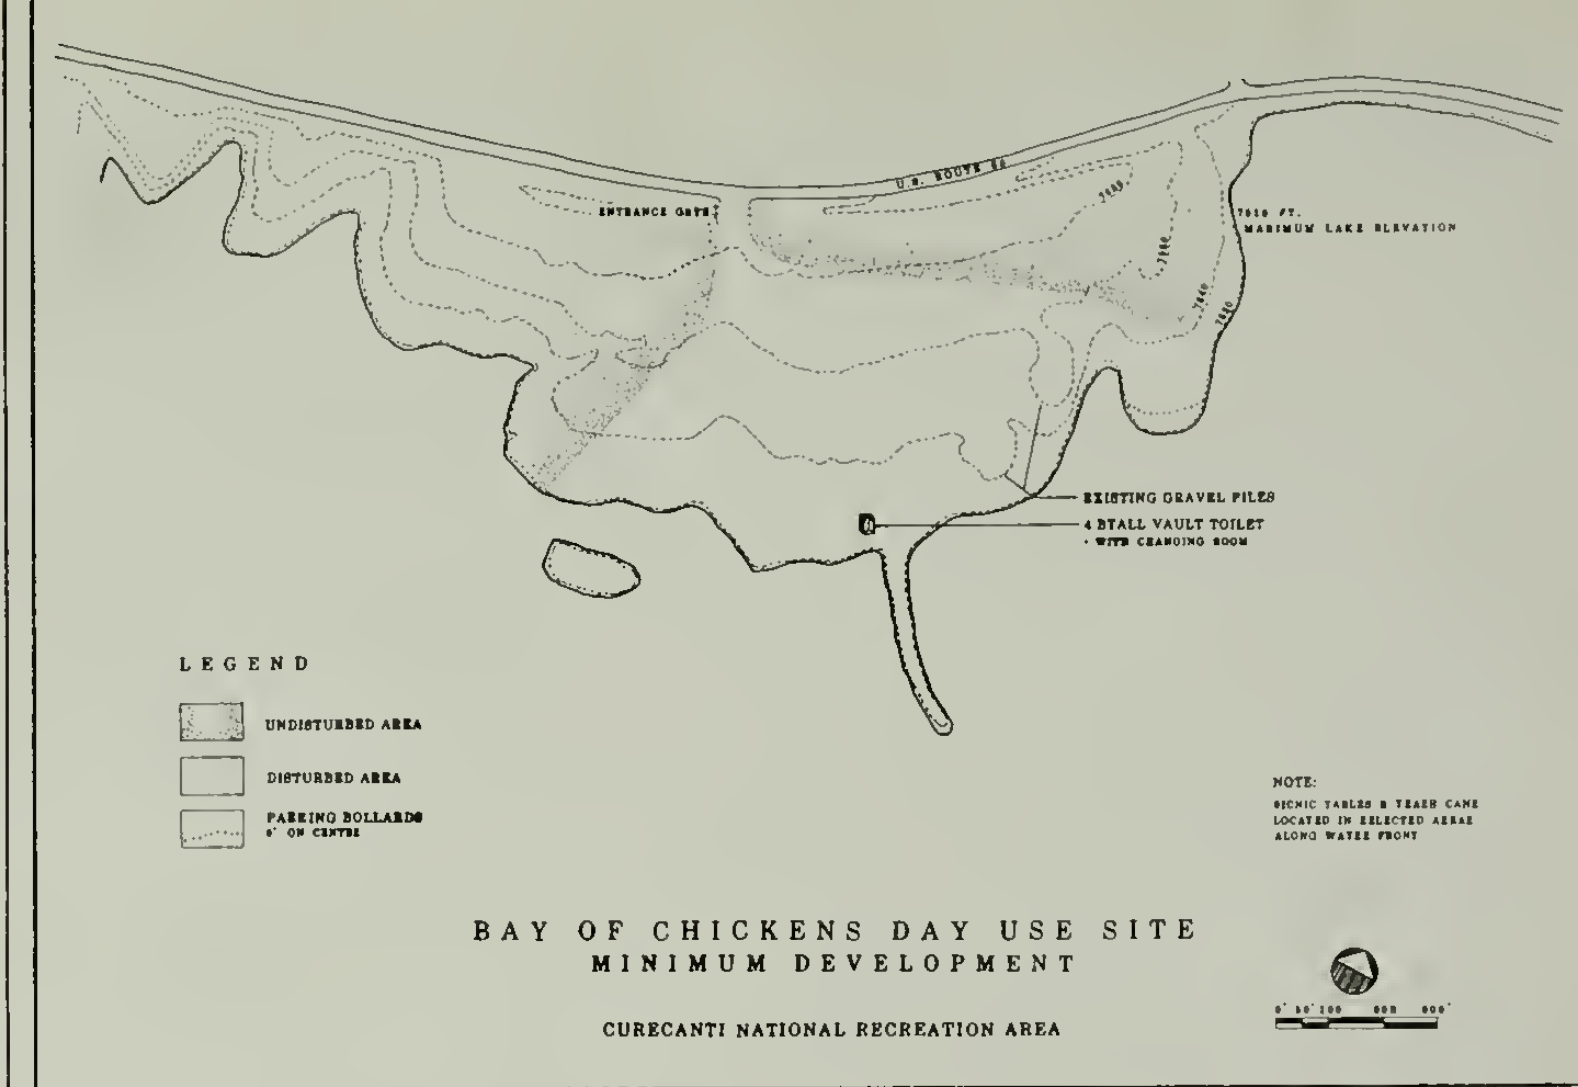 U.S. ROUTE
ENTRANCE GATE
FT.
MAXIMUM LAKE ELEVATION
EXISTING GRAVEL PILES
4 STALL VAULT TOILET
• WITH CHANGING ROOM
LEGEND
UNDISTURBED AREA
DISTURBED AREA
PARKING BOLLARDS
ON CENTRE
NOTE:
PICNIC TABLES & TRASH CANS
LOCATED IN SELECTED AREAS
ALONG WATER FRONT
BAY OF CHICKENS DAY USE SITE
MINIMUM DEVELOPMENT
CURECANTI NATIONAL RECREATION AREA